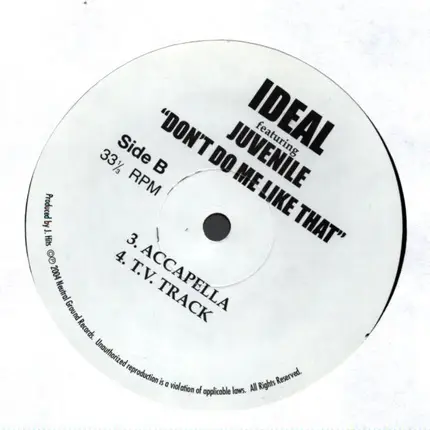 IDEAL
featuring
JUVENILE
"DON'T DO ME LIKE THAT"
Side B
33⅓ RPM
3. ACCAPELLA
4. T.V. TRACK
Produced by J. Hits ©℗ 2004 Neutral Ground Records. Unauthorized reproduction is a violation of applicable laws. All Rights Reserved.